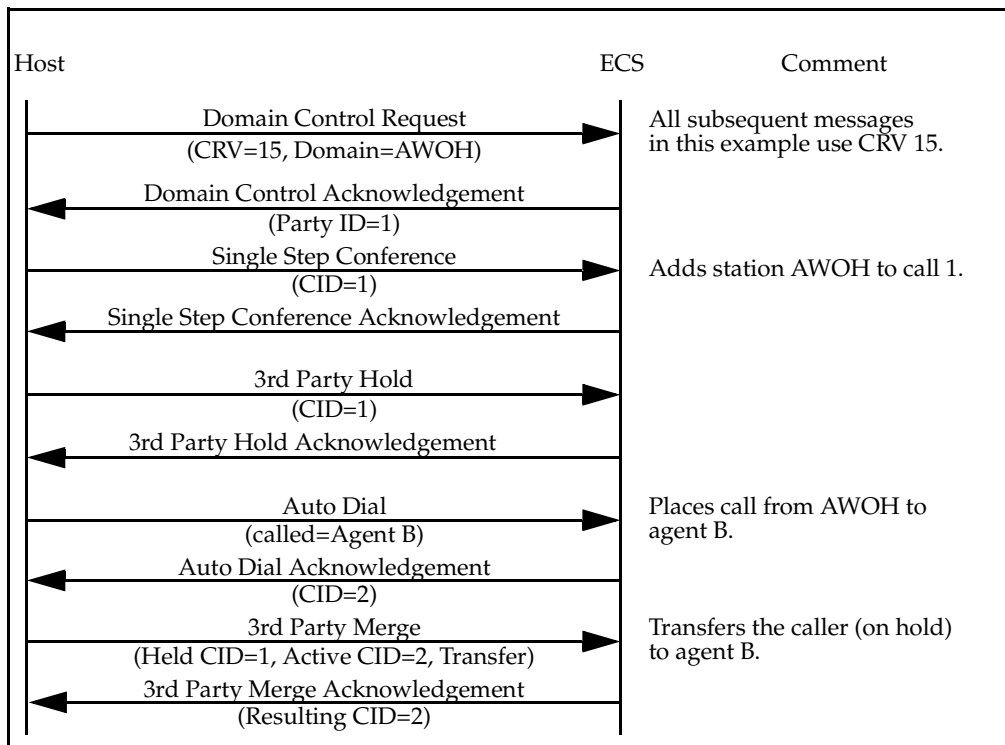 Host ECS Comment
Domain Control Request
(CRV=15, Domain=AWOH)
All subsequent messages
in this example use CRV 15.
Domain Control Acknowledgement
(Party ID=1)
Single Step Conference
(CID=1)
Adds station AWOH to call 1.
Single Step Conference Acknowledgement
3rd Party Hold
(CID=1)
3rd Party Hold Acknowledgement
Auto Dial
(called=Agent B)
Places call from AWOH to
agent B.
Auto Dial Acknowledgement
(CID=2)
3rd Party Merge
(Held CID=1, Active CID=2, Transfer)
Transfers the caller (on hold)
to agent B.
3rd Party Merge Acknowledgement
(Resulting CID=2)